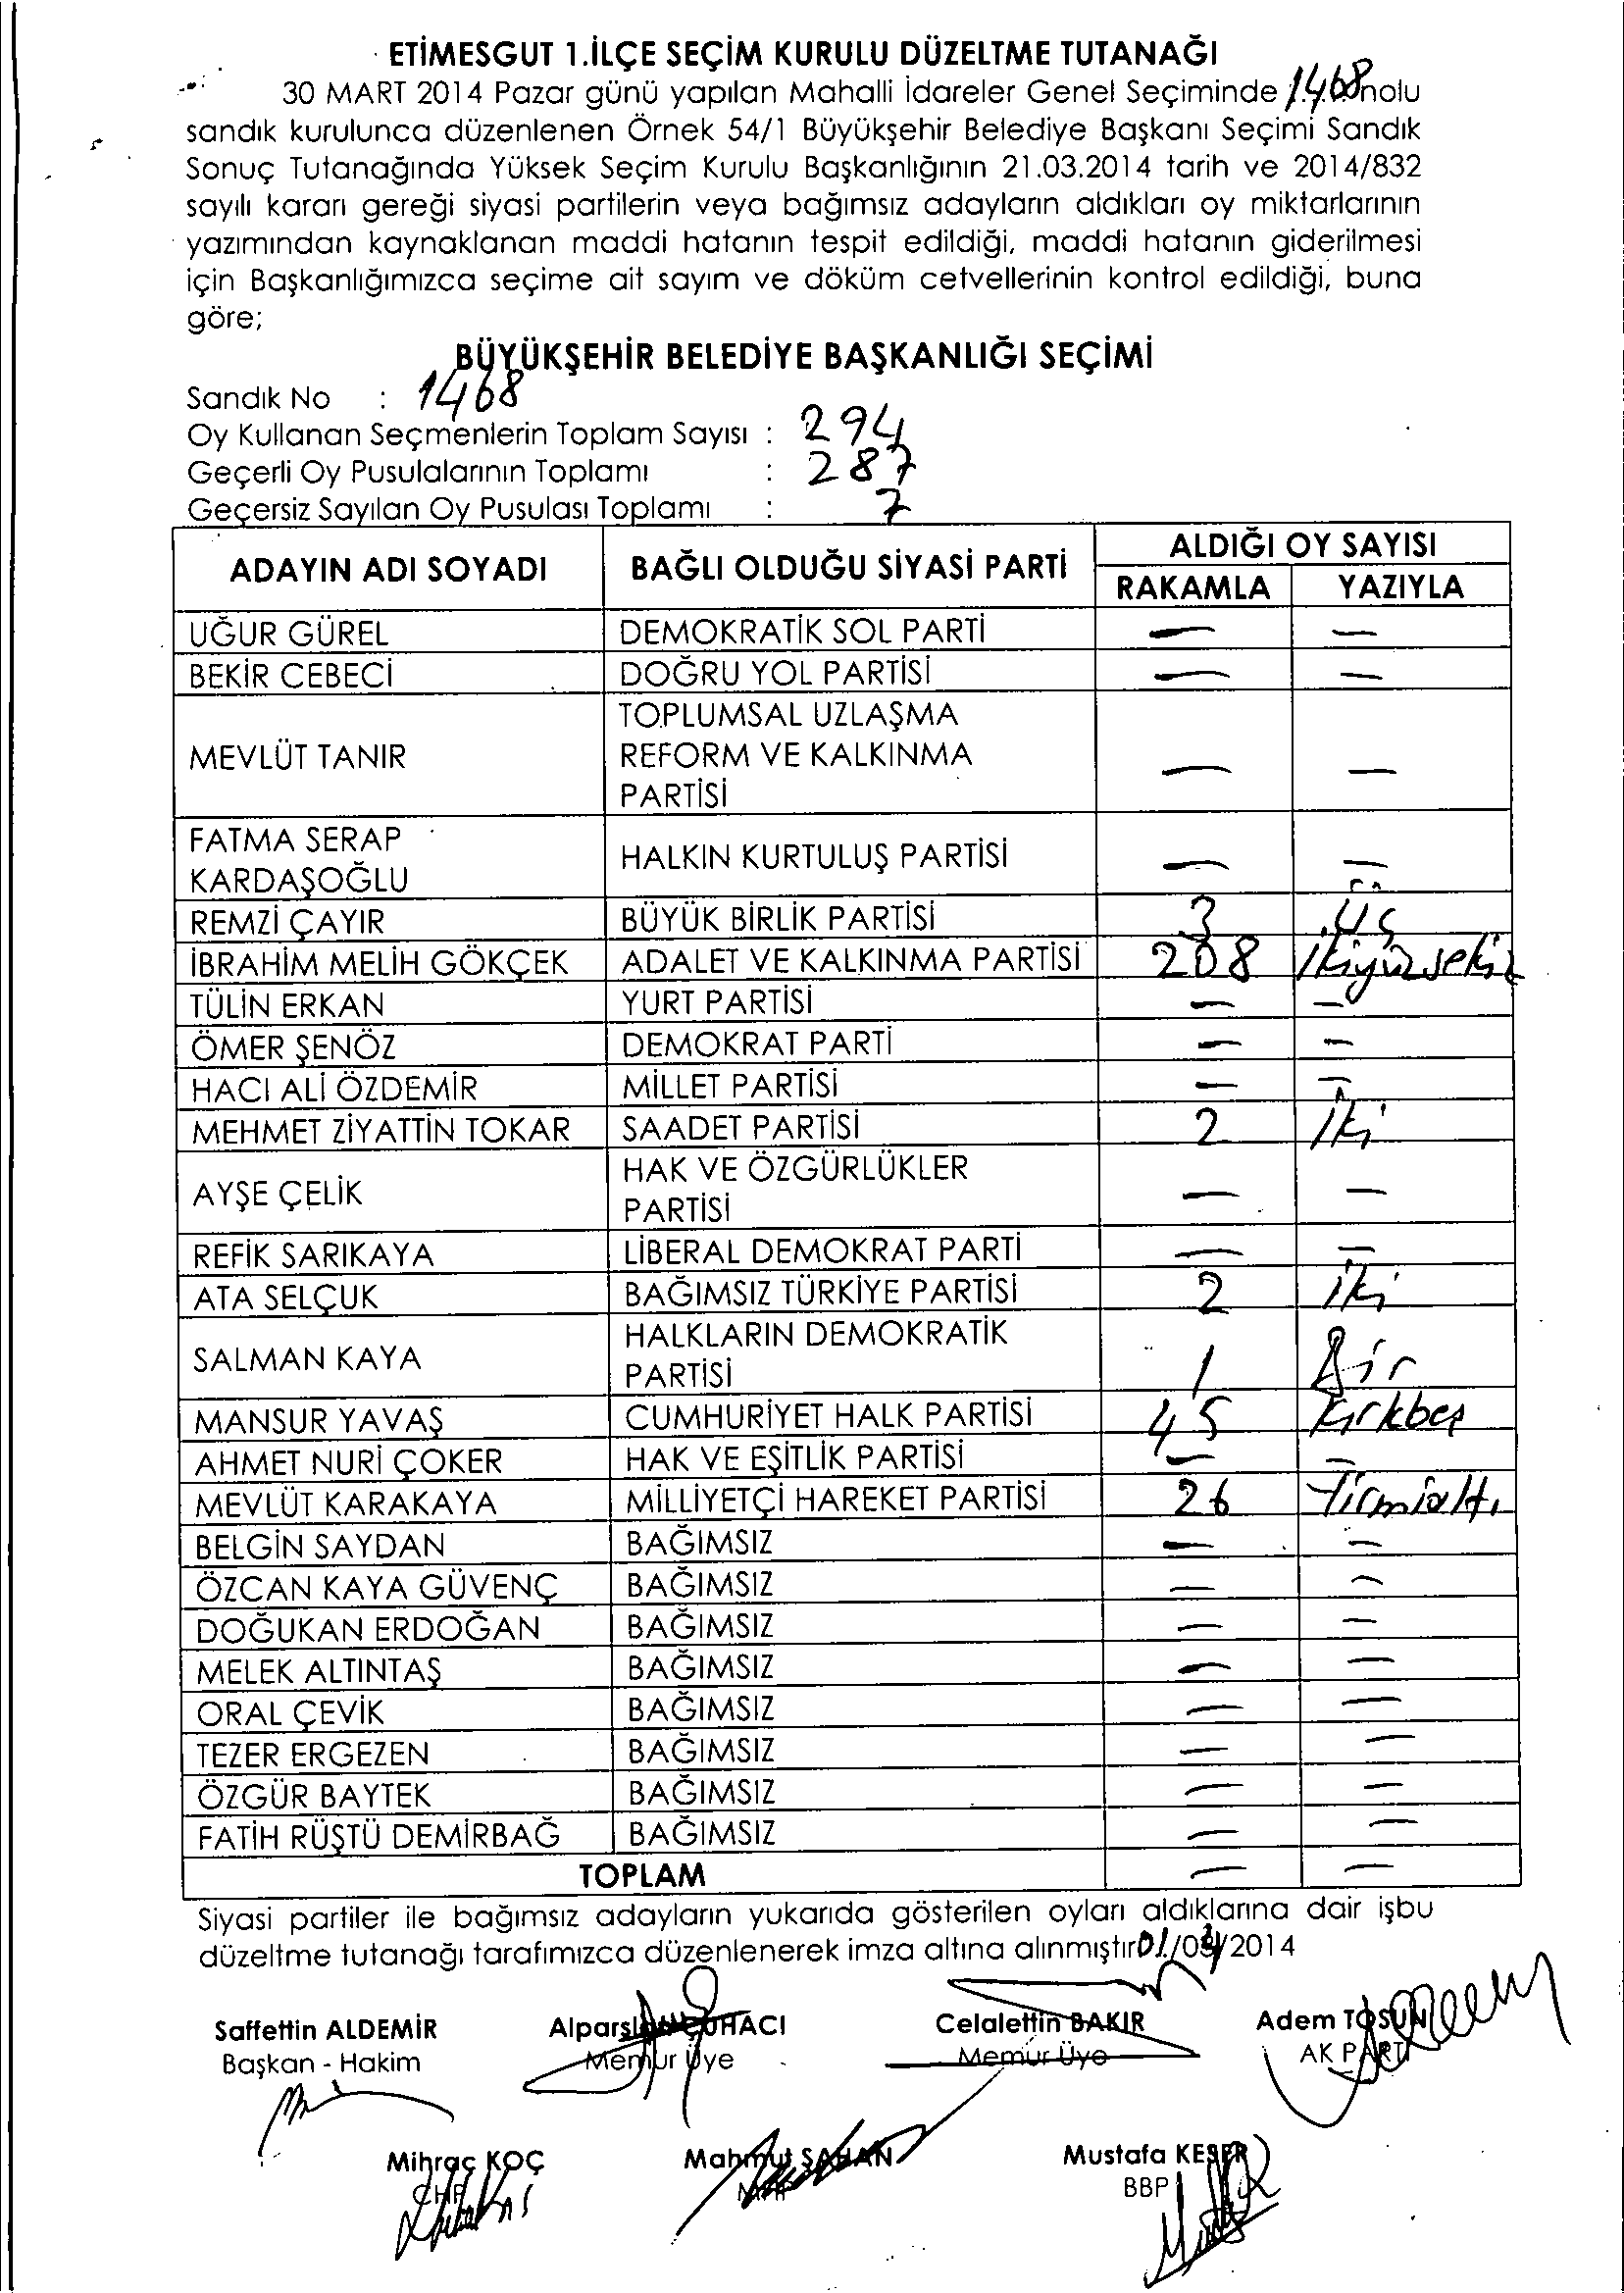 ETİMESGUT 1.İLÇE SEÇİM KURULU DÜZELTME TUTANAĞI
30 MART 2014 Pazar günü yapılan Mahalli İdareler Genel Seçiminde 1468 nolu
sandık kurulunca düzenlenen Örnek 54/1 Büyükşehir Belediye Başkanı Seçimi Sandık
Sonuç Tutanağında Yüksek Seçim Kurulu Başkanlığının 21.03.2014 tarih ve 2014/832
sayılı kararı gereği siyasi partilerin veya bağımsız adayların aldıkları oy miktarlarının
yazımından kaynaklanan maddi hatanın tespit edildiği, maddi hatanın giderilmesi
için Başkanlığımızca seçime ait sayım ve döküm cetvellerinin kontrol edildiği, buna
göre;
BÜYÜKŞEHİR BELEDİYE BAŞKANLIĞI SEÇİMİ
Sandık No : 1468
Oy Kullanan Seçmenlerin Toplam Sayısı : 294
Geçerli Oy Pusulalarının Toplamı : 287
Geçersiz Sayılan Oy Pusulası Toplamı : 7
ADAYIN ADI SOYADI BAĞLI OLDUĞU SİYASİ PARTİ ALDIĞI OY SAYISI
RAKAMLA YAZIYLA
UĞUR GÜREL DEMOKRATİK SOL PARTİ — —
BEKİR CEBECİ DOĞRU YOL PARTİSİ — —
MEVLÜT TANIR TOPLUMSAL UZLAŞMA
REFORM VE KALKINMA
PARTİSİ — —
FATMA SERAP
KARDAŞOĞLU HALKIN KURTULUŞ PARTİSİ — —
REMZİ ÇAYIR BÜYÜK BİRLİK PARTİSİ 3 üç
İBRAHİM MELİH GÖKÇEK ADALET VE KALKINMA PARTİSİ 208 İkiyüzsekiz
TÜLİN ERKAN YURT PARTİSİ — —
ÖMER ŞENÖZ DEMOKRAT PARTİ — —
HACI ALİ ÖZDEMİR MİLLET PARTİSİ — —
MEHMET ZİYATTİN TOKAR SAADET PARTİSİ 2 İki
AYŞE ÇELİK HAK VE ÖZGÜRLÜKLER
PARTİSİ — —
REFİK SARIKAYA LİBERAL DEMOKRAT PARTİ — —
ATA SELÇUK BAĞIMSIZ TÜRKİYE PARTİSİ 2 iki
SALMAN KAYA HALKLARIN DEMOKRATİK
PARTİSİ 1 Bir
MANSUR YAVAŞ CUMHURİYET HALK PARTİSİ 45 Kırkbeş
AHMET NURİ ÇOKER HAK VE EŞİTLİK PARTİSİ — —
MEVLÜT KARAKAYA MİLLİYETÇİ HAREKET PARTİSİ 26 Yirmialtı
BELGİN SAYDAN BAĞIMSIZ — —
ÖZCAN KAYA GÜVENÇ BAĞIMSIZ — —
DOĞUKAN ERDOĞAN BAĞIMSIZ — —
MELEK ALTINTAŞ BAĞIMSIZ — —
ORAL ÇEVİK BAĞIMSIZ — —
TEZER ERGEZEN BAĞIMSIZ — —
ÖZGÜR BAYTEK BAĞIMSIZ — —
FATİH RÜŞTÜ DEMİRBAĞ BAĞIMSIZ — —
TOPLAM — —
Siyasi partiler ile bağımsız adayların yukarıda gösterilen oyları aldıklarına dair işbu
düzeltme tutanağı tarafımızca düzenlenerek imza altına alınmıştır 01/04/2014
Saffettin ALDEMİR Alparslan ÇUHACI Celalettin BAKIR Adem TOSUN
Başkan - Hakim Memur Üye Memur Üye AK PARTİ
Mihraç KOÇ Mahmut ŞAHAN Mustafa KESER
CHP MHP BBP